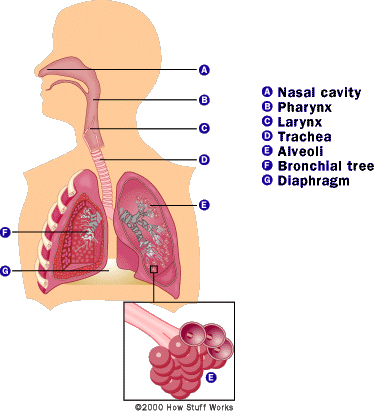 A
B
C
D
E
F
G
E
A Nasal cavity
B Pharynx
C Larynx
D Trachea
E Alveoli
F Bronchial tree
G Diaphragm
©2000 How Stuff Works